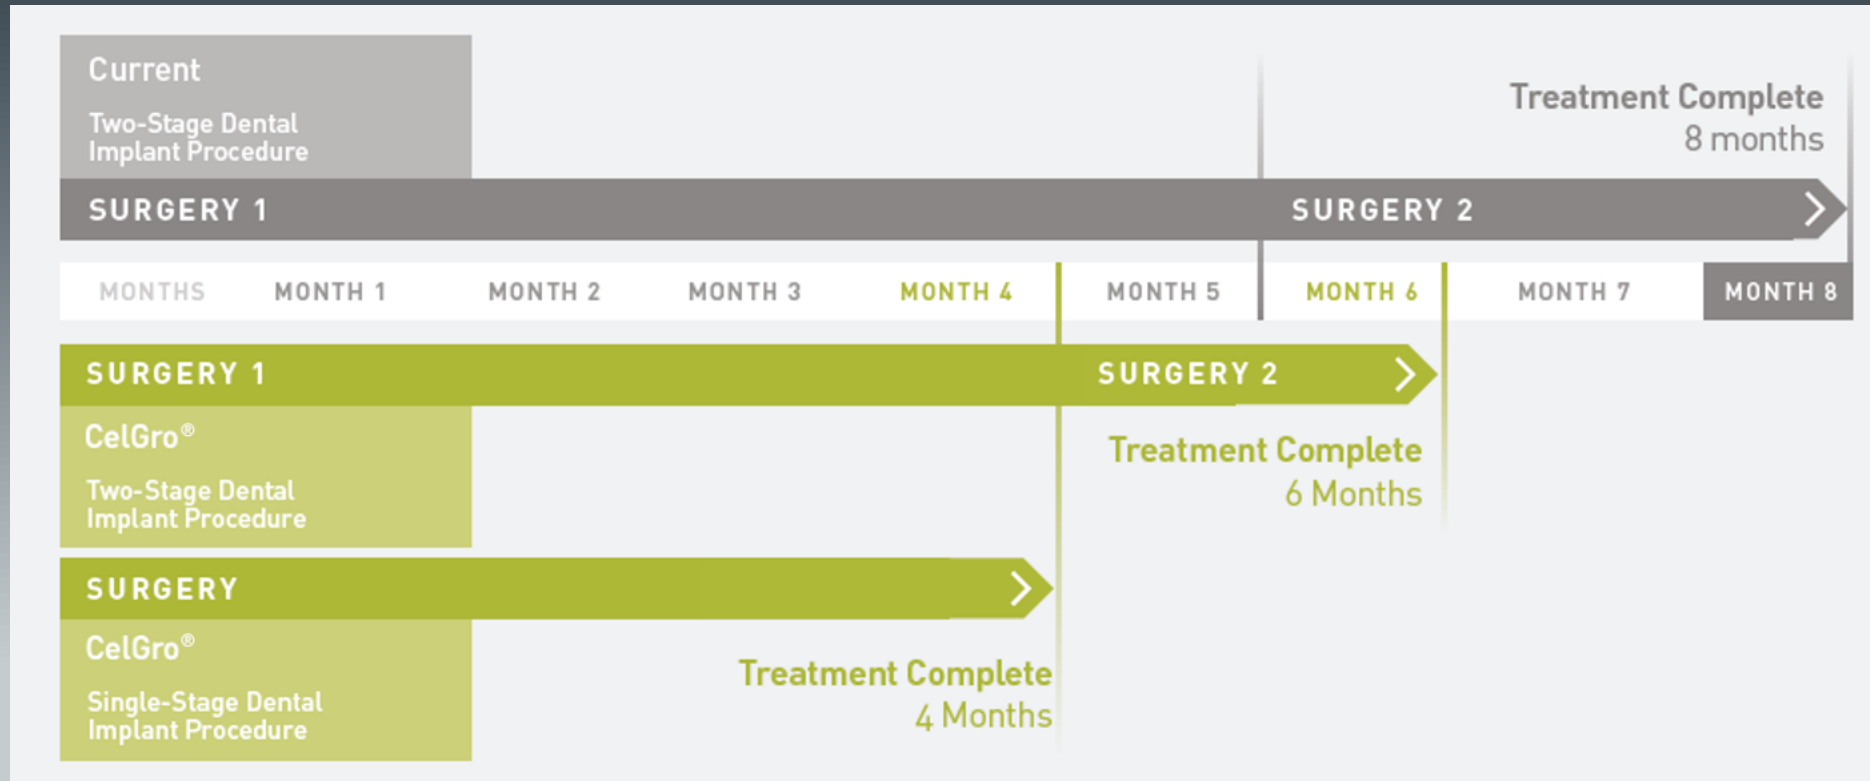 Current
Two-Stage Dental
Implant Procedure
Treatment Complete
8 months
SURGERY 1
SURGERY 2
MONTHS
MONTH 1
MONTH 2
MONTH 3
MONTH 4
MONTH 5
MONTH 6
MONTH 7
MONTH 8
SURGERY 1
SURGERY 2
CelGro®
Two-Stage Dental
Implant Procedure
Treatment Complete
6 Months
SURGERY
CelGro®
Single-Stage Dental
Implant Procedure
Treatment Complete
4 Months